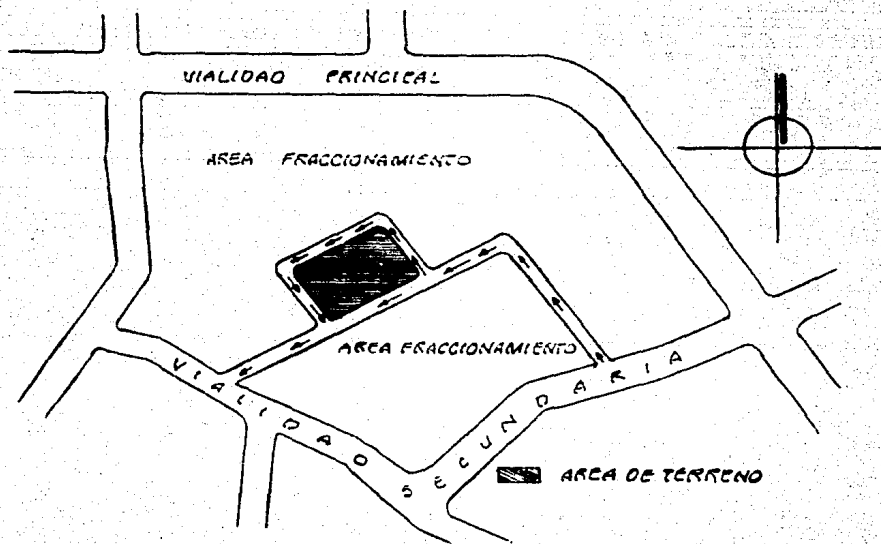 VIALIDAD PRINCIPAL
AREA FRACCIONAMIENTO
AREA FRACCIONAMIENTO
VIALIDAD SECUNDARIA
AREA DE TERRENO